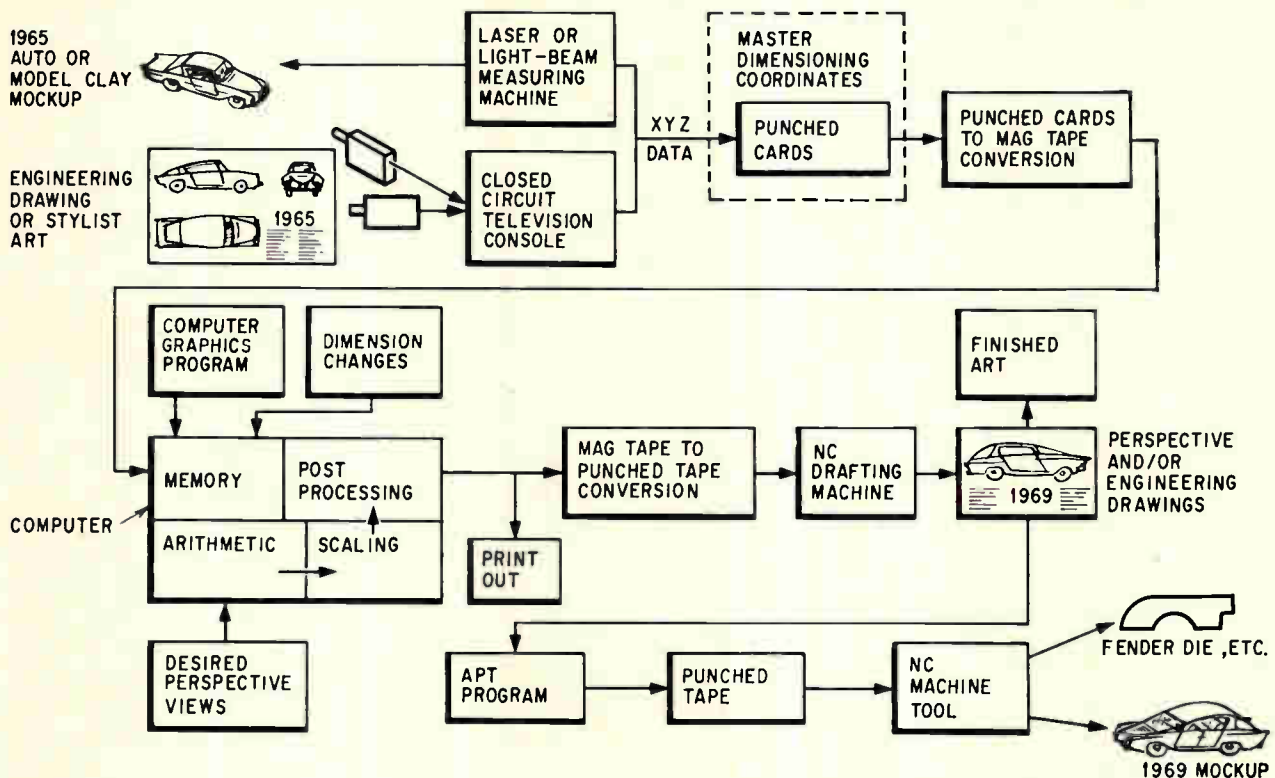 1965
AUTO OR
MODEL CLAY
MOCKUP
LASER OR
LIGHT-BEAM
MEASURING
MACHINE
MASTER
DIMENSIONING
COORDINATES
PUNCHED
CARDS
PUNCHED CARDS
TO MAG TAPE
CONVERSION
XYZ
DATA
ENGINEERING
DRAWING
OR STYLIST
ART
1965
CLOSED
CIRCUIT
TELEVISION
CONSOLE
COMPUTER
GRAPHICS
PROGRAM
DIMENSION
CHANGES
FINISHED
ART
MEMORY
POST
PROCESSING
MAG TAPE TO
PUNCHED TAPE
CONVERSION
NC
DRAFTING
MACHINE
1969
PERSPECTIVE
AND/OR
ENGINEERING
DRAWINGS
COMPUTER
ARITHMETIC
SCALING
PRINT
OUT
DESIRED
PERSPECTIVE
VIEWS
APT
PROGRAM
PUNCHED
TAPE
NC
MACHINE
TOOL
FENDER DIE ,ETC.
1969 MOCKUP